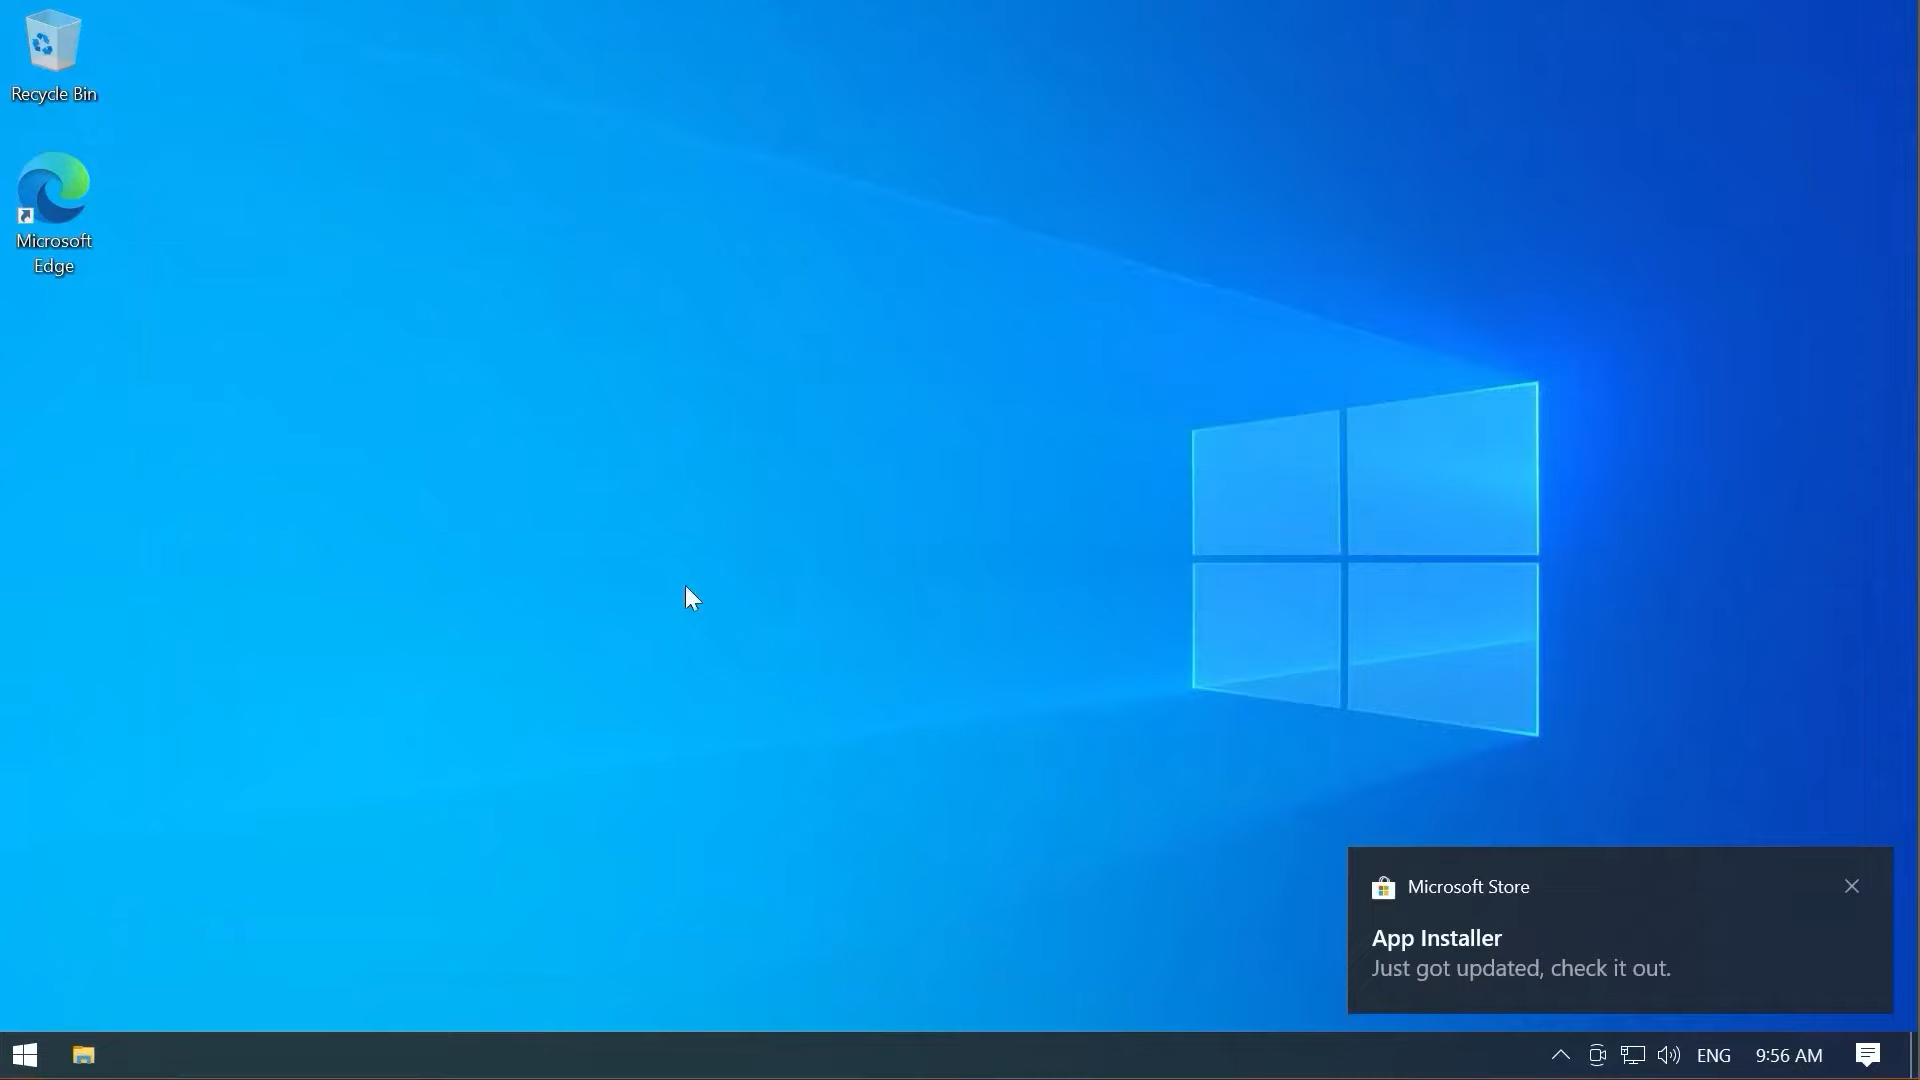 Recycle Bin
Microsoft
Edge
Microsoft Store
App Installer
Just got updated, check it out.
ENG
9:56 AM